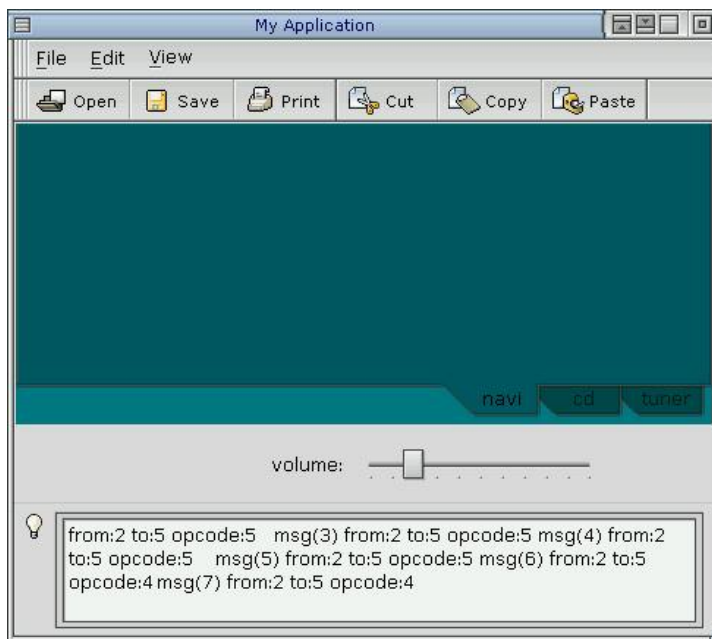 My Application
File Edit View
Open Save Print Cut Copy Paste
navi cd tuner
volume:
from:2 to:5 opcode:5 msg(3) from:2 to:5 opcode:5 msg(4) from:2
to:5 opcode:5 msg(5) from:2 to:5 opcode:5 msg(6) from:2 to:5
opcode:4 msg(7) from:2 to:5 opcode:4